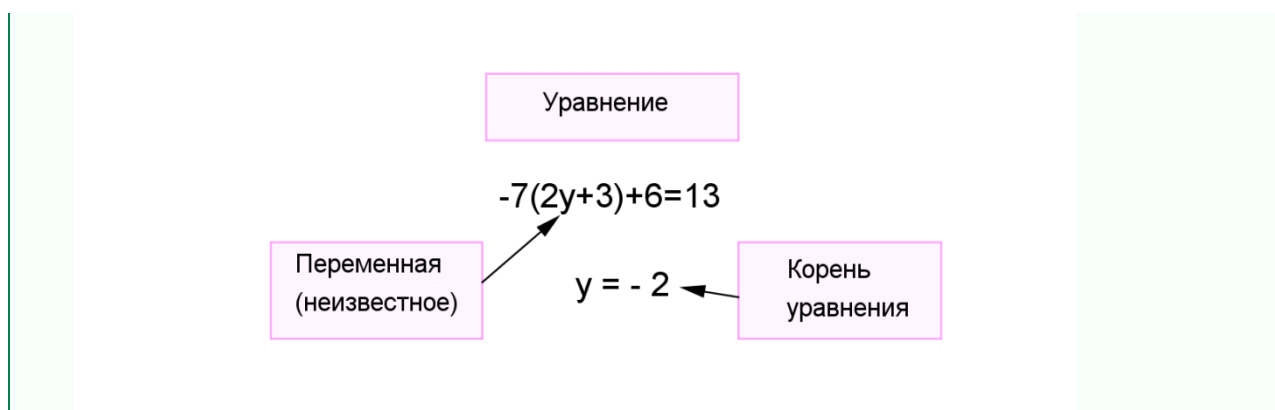 Уравнение
-7(2y+3)+6=13
Переменная
(неизвестное)
y = - 2
Корень
уравнения